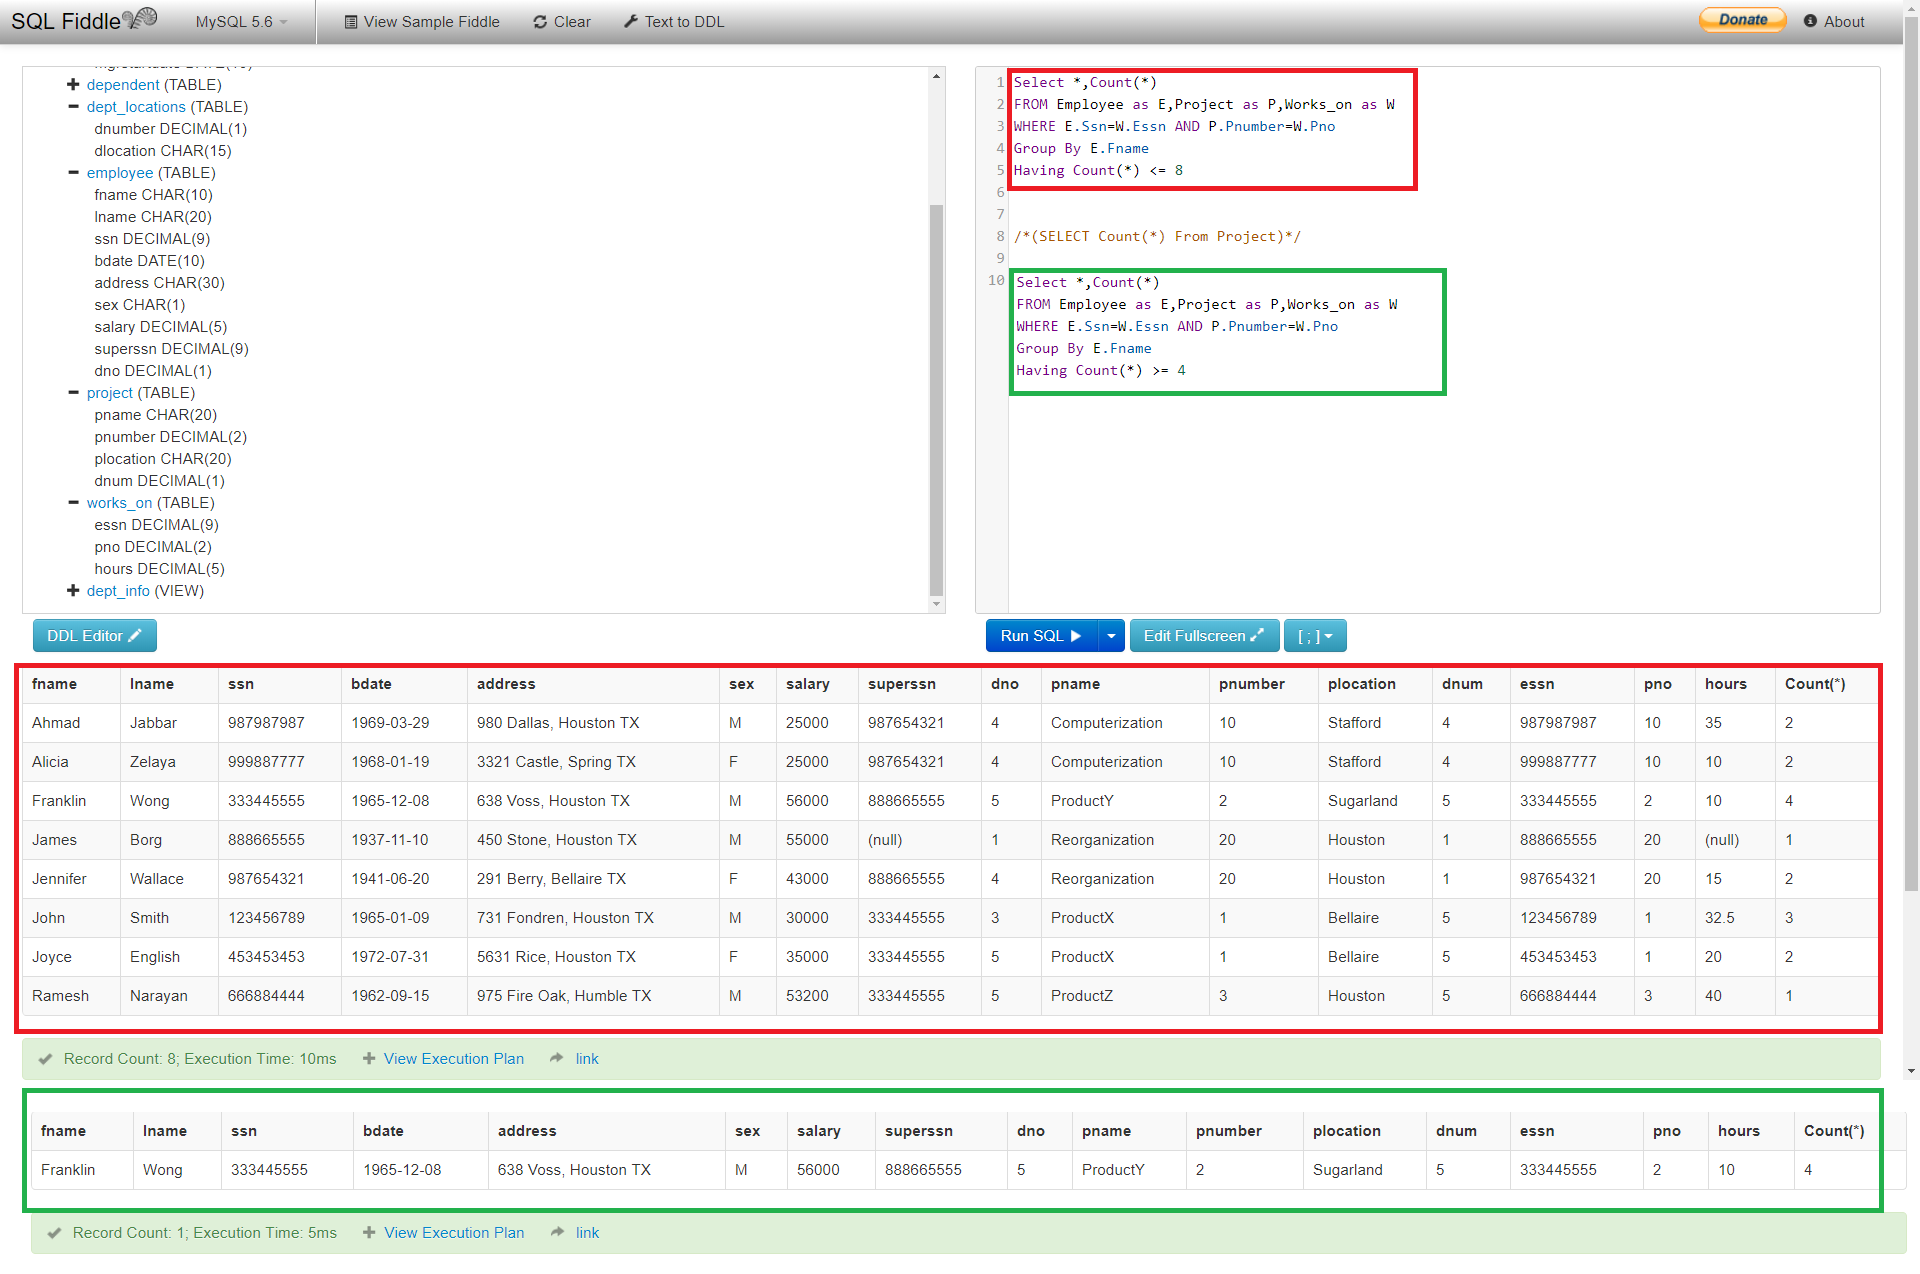 SQL Fiddle MySQL 5.6 View Sample Fiddle Clear Text to DDL Donate About
dependent (TABLE)
dept_locations (TABLE)
dnumber DECIMAL(1)
dlocation CHAR(15)
employee (TABLE)
fname CHAR(10)
lname CHAR(20)
ssn DECIMAL(9)
bdate DATE(10)
address CHAR(30)
sex CHAR(1)
salary DECIMAL(5)
superssn DECIMAL(9)
dno DECIMAL(1)
project (TABLE)
pname CHAR(20)
pnumber DECIMAL(2)
plocation CHAR(20)
dnum DECIMAL(1)
works_on (TABLE)
essn DECIMAL(9)
pno DECIMAL(2)
hours DECIMAL(5)
dept_info (VIEW)
DDL Editor
1 Select *,Count(*)
2 FROM Employee as E,Project as P,Works_on as W
3 WHERE E.Ssn=W.Essn AND P.Pnumber=W.Pno
4 Group By E.Fname
5 Having Count(*) <= 8
6
7
8 /*(SELECT Count(*) From Project)*/
9
10 Select *,Count(*)
FROM Employee as E,Project as P,Works_on as W
WHERE E.Ssn=W.Essn AND P.Pnumber=W.Pno
Group By E.Fname
Having Count(*) >= 4
Run SQL Edit Fullscreen [ ; ]
fname lname ssn bdate address sex salary superssn dno pname pnumber plocation dnum essn pno hours Count(*)
Ahmad Jabbar 987987987 1969-03-29 980 Dallas, Houston TX M 25000 987654321 4 Computerization 10 Stafford 4 987987987 10 35 2
Alicia Zelaya 999887777 1968-01-19 3321 Castle, Spring TX F 25000 987654321 4 Computerization 10 Stafford 4 999887777 10 10 2
Franklin Wong 333445555 1965-12-08 638 Voss, Houston TX M 56000 888665555 5 ProductY 2 Sugarland 5 333445555 2 10 4
James Borg 888665555 1937-11-10 450 Stone, Houston TX M 55000 (null) 1 Reorganization 20 Houston 1 888665555 20 (null) 1
Jennifer Wallace 987654321 1941-06-20 291 Berry, Bellaire TX F 43000 888665555 4 Reorganization 20 Houston 1 987654321 20 15 2
John Smith 123456789 1965-01-09 731 Fondren, Houston TX M 30000 333445555 3 ProductX 1 Bellaire 5 123456789 1 32.5 3
Joyce English 453453453 1972-07-31 5631 Rice, Houston TX F 35000 333445555 5 ProductX 1 Bellaire 5 453453453 1 20 2
Ramesh Narayan 666884444 1962-09-15 975 Fire Oak, Humble TX M 53200 333445555 5 ProductZ 3 Houston 5 666884444 3 40 1
Record Count: 8; Execution Time: 10ms View Execution Plan link
fname lname ssn bdate address sex salary superssn dno pname pnumber plocation dnum essn pno hours Count(*)
Franklin Wong 333445555 1965-12-08 638 Voss, Houston TX M 56000 888665555 5 ProductY 2 Sugarland 5 333445555 2 10 4
Record Count: 1; Execution Time: 5ms View Execution Plan link